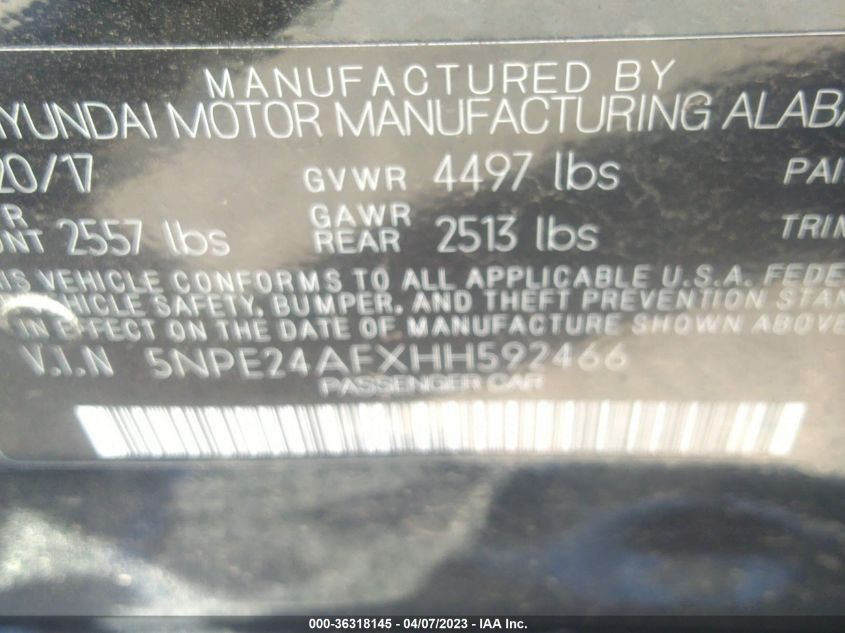 MANUFACTURED BY
HYUNDAI MOTOR MANUFACTURING ALABA
20/17 GVWR 4497 lbs PAI
R GAWR
NT 2557 lbs REAR 2513 lbs TRIM
IS VEHICLE CONFORMS TO ALL APPLICABLE U.S.A. FEDE
VEHICLE SAFETY, BUMPER, AND THEFT PREVENTION STAN
IN EFFECT ON THE DATE OF MANUFACTURE SHOWN ABOVE
V.I.N 5NPE24AFXHH592466
PASSENGER CAR
000-36318145 - 04/07/2023 - IAA Inc.